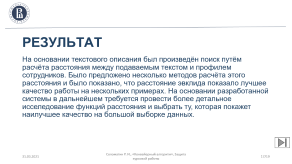 РЕЗУЛЬТАТ
На основании текстового описания был произведён поиск путём
расчёта расстояния между подаваемым текстом и профилем
сотрудников. Было предложено несколько методов расчёта этого
расстояния и было показано, что расстояние эвклида показало лучшее
качество работы на нескольких примерах. На основании разработанной
системы в дальнейшем требуется провести более детальное
исследование функций расстояния и выбрать ту, которая покажет
наилучшее качество на большой выборке данных.